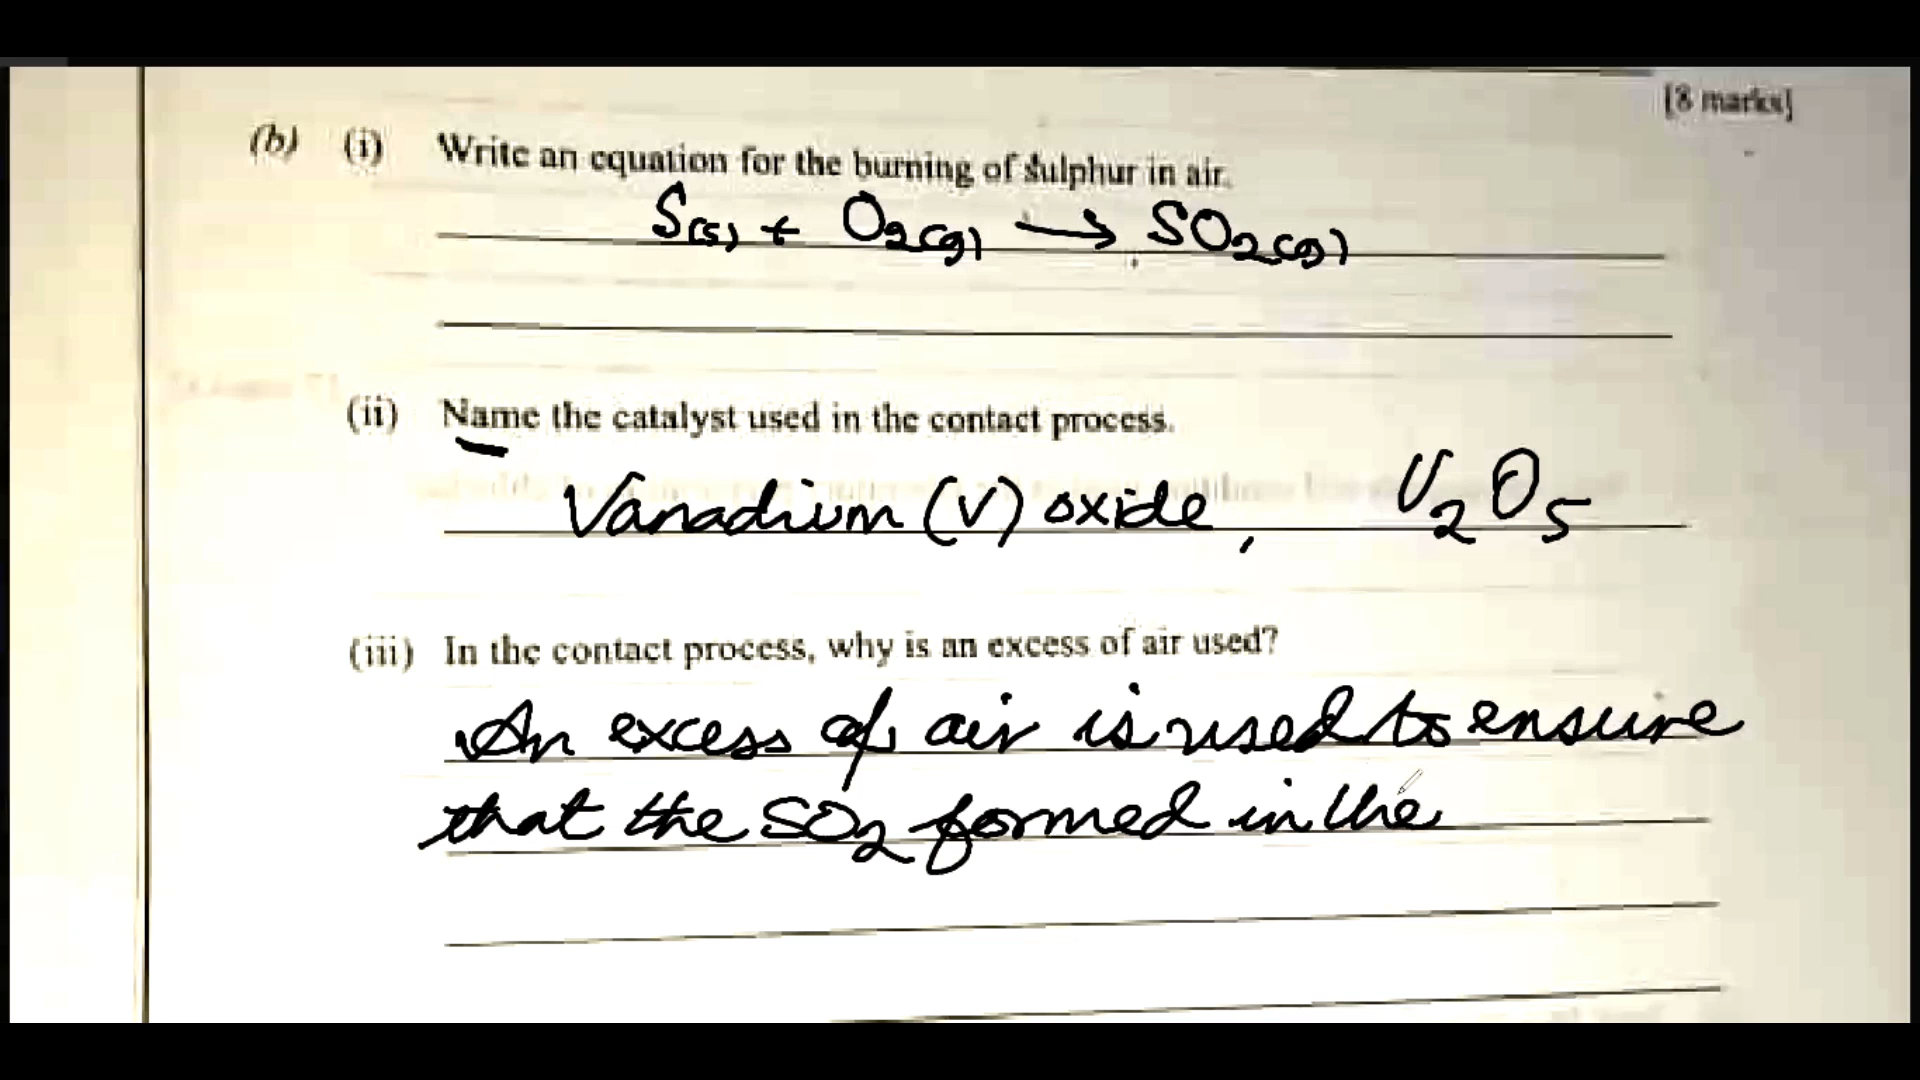 [8 marks]
(b) (i) Write an equation for the burning of sulphur in air.
S(s) + O2(g) → SO2(g)
(ii) Name the catalyst used in the contact process.
Vanadium (V) oxide, V2O5
(iii) In the contact process, why is an excess of air used?
An excess of air is used to ensure
that the SO2 formed in the